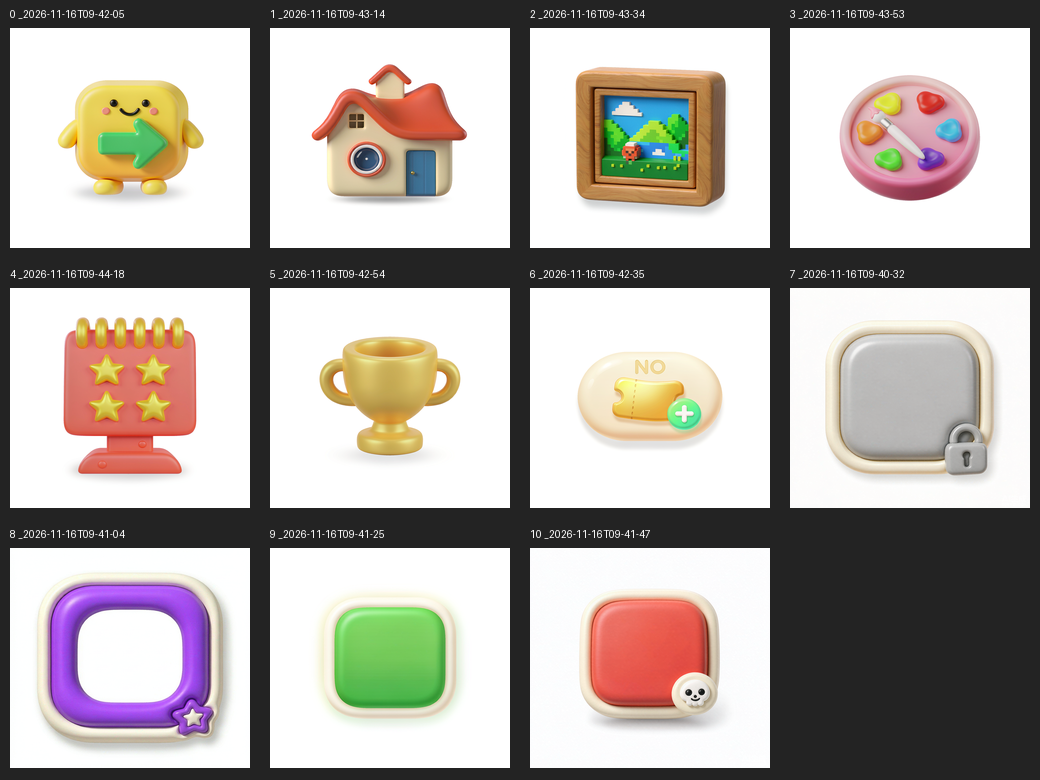 0 _2026-11-16T09-42-05
1 _2026-11-16T09-43-14
2 _2026-11-16T09-43-34
3 _2026-11-16T09-43-53
4 _2026-11-16T09-44-18
5 _2026-11-16T09-42-54
6 _2026-11-16T09-42-35
7 _2026-11-16T09-40-32
NO
8 _2026-11-16T09-41-04
9 _2026-11-16T09-41-25
10 _2026-11-16T09-41-47